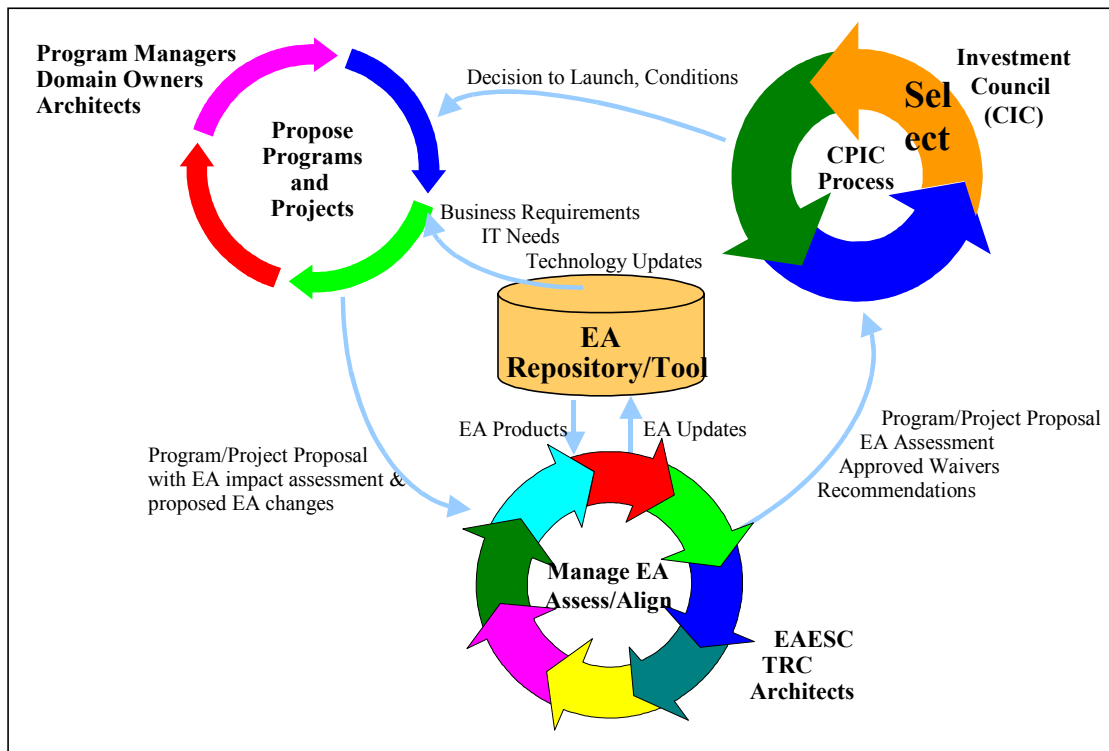 Program Managers
Domain Owners
Architects
Propose
Programs
and
Projects
Decision to Launch, Conditions
Sel
ect
CPIC
Process
Investment
Council
(CIC)
Business Requirements
IT Needs
Technology Updates
EA
Repository/Tool
EA Products
EA Updates
Program/Project Proposal
with EA impact assessment &
proposed EA changes
Program/Project Proposal
EA Assessment
Approved Waivers
Recommendations
Manage EA
Assess/Align
EAESC
TRC
Architects